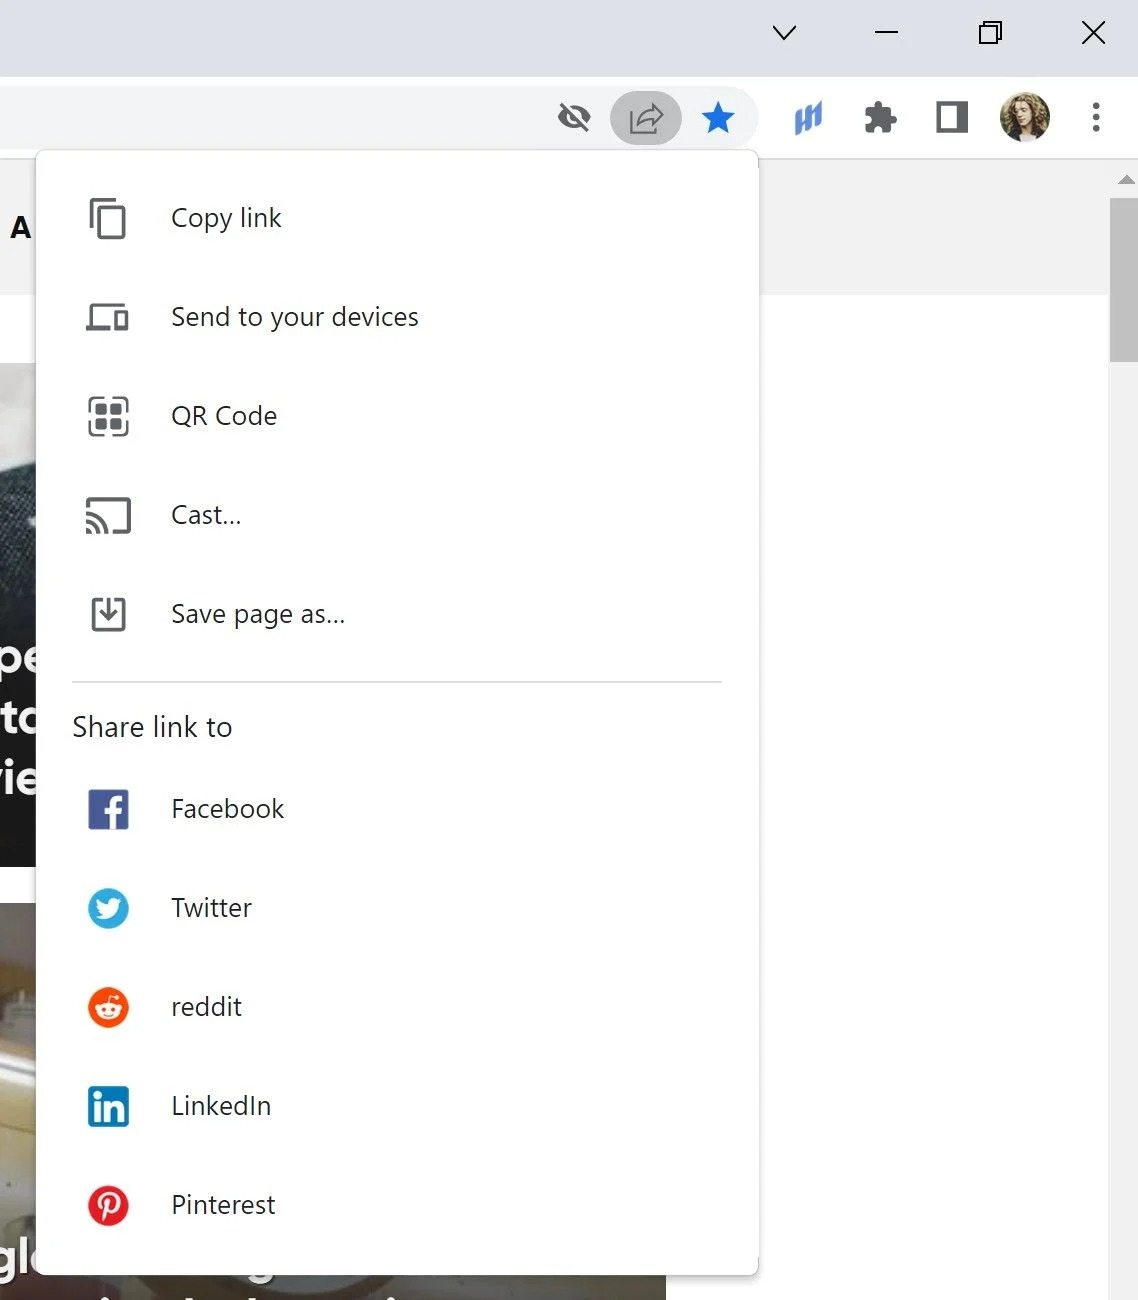 A
Copy link
Send to your devices
QR Code
Cast...
Save page as...
Share link to
Facebook
Twitter
reddit
LinkedIn
Pinterest